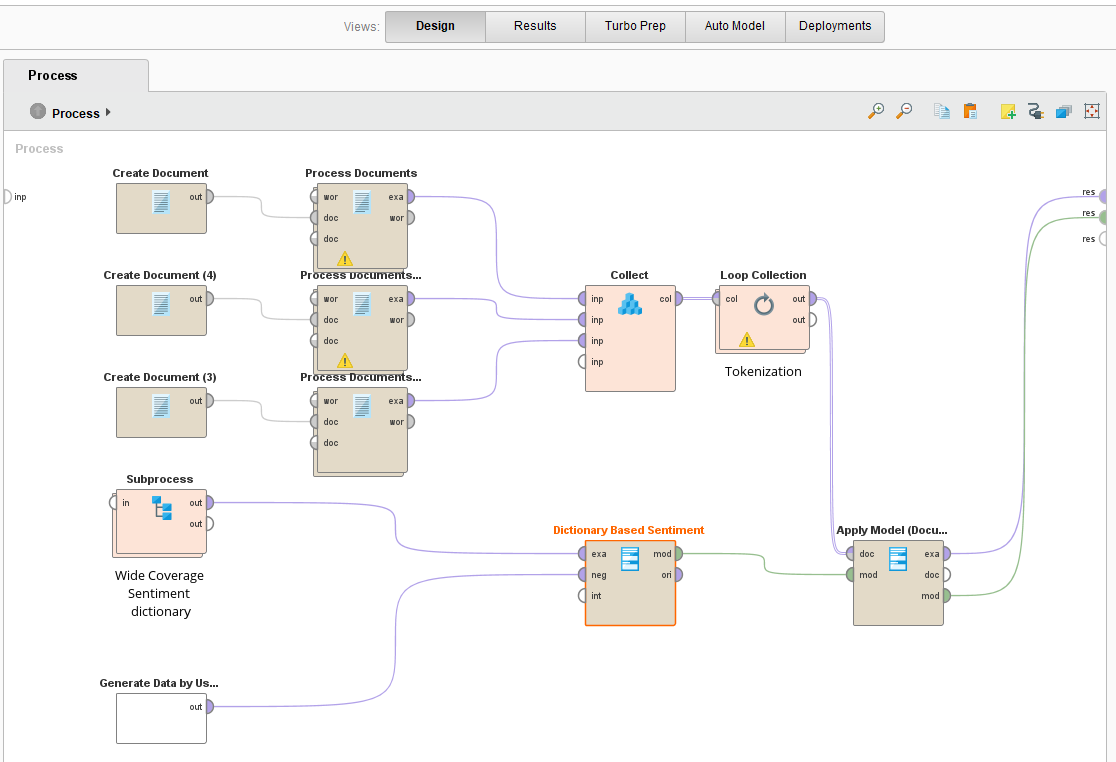 Views: Design Results Turbo Prep Auto Model Deployments
Process
Process
Process
inp
res
res
res
Create Document
out
Process Documents
wor exa
doc wor
doc
Create Document (4)
out
Process Documents...
wor exa
doc wor
doc
Collect
inp col
inp
inp
inp
Loop Collection
col out
out
Tokenization
Create Document (3)
out
Process Documents...
wor exa
doc wor
doc
Subprocess
in out
out
Wide Coverage
Sentiment
dictionary
Dictionary Based Sentiment
exa mod
neg ori
int
Apply Model (Docu...
doc exa
mod doc
mod
Generate Data by Us...
out